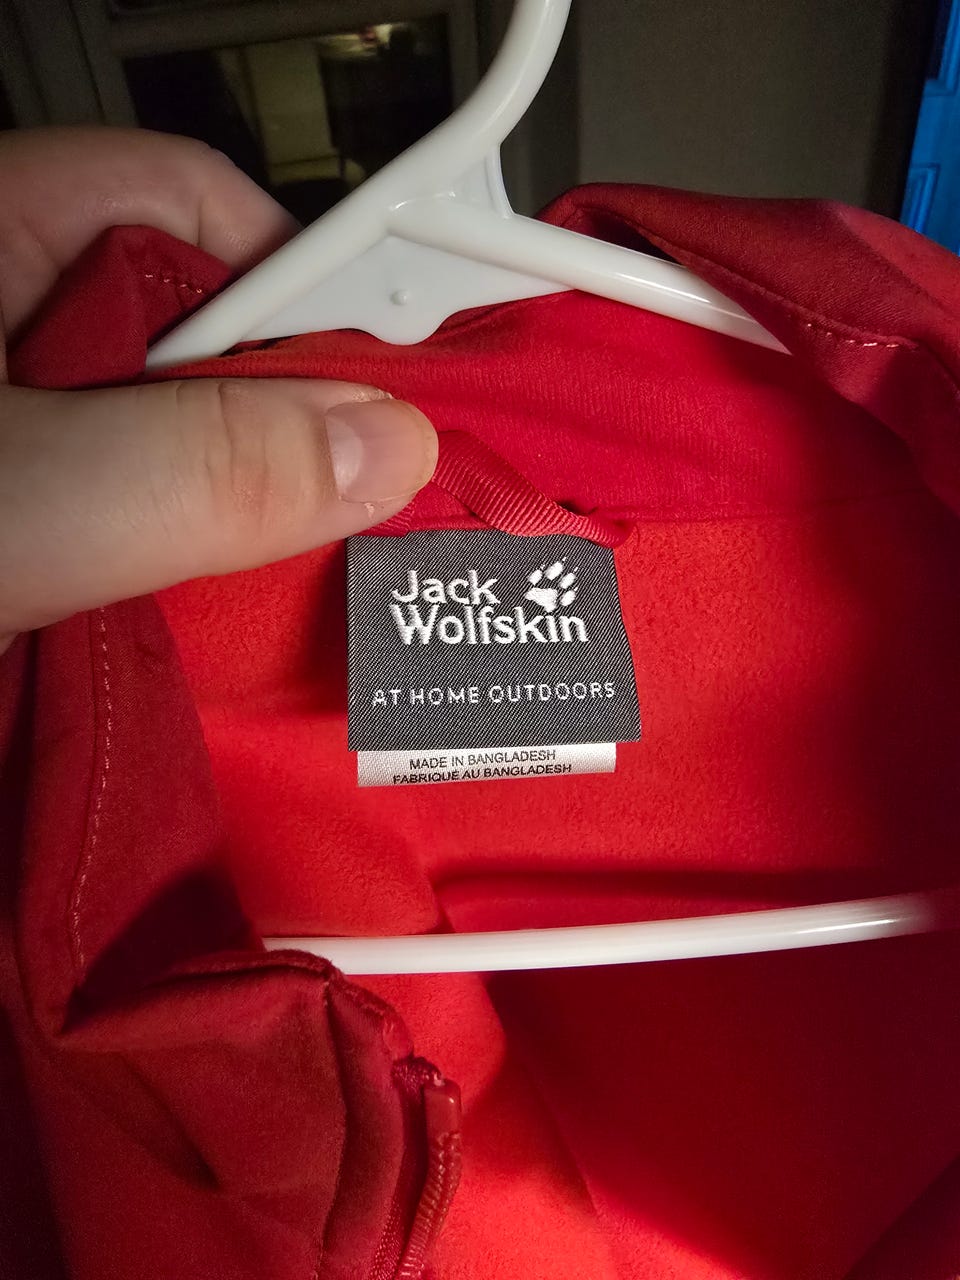 Jack
Wolfskin
AT HOME OUTDOORS
MADE IN BANGLADESH
FABRIQUÉ AU BANGLADESH